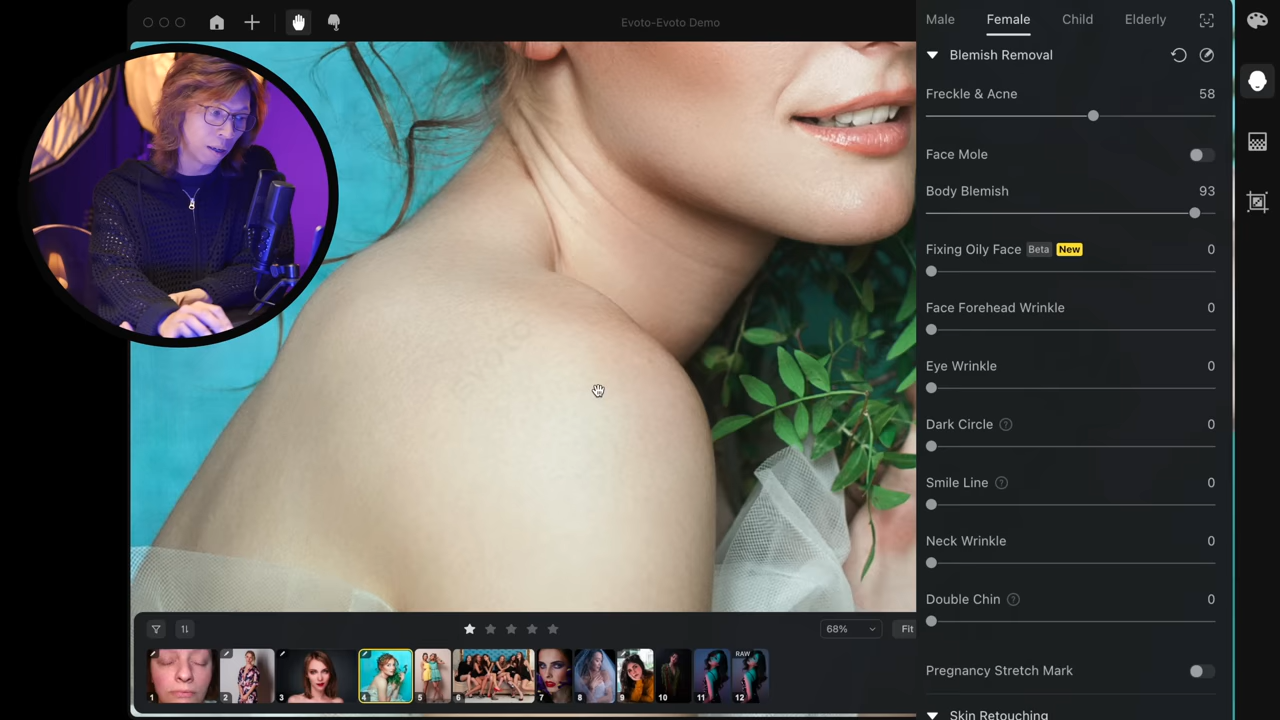 Evoto-Evoto Demo
Male Female Child Elderly
Blemish Removal
Freckle & Acne 58
Face Mole
Body Blemish 93
Fixing Oily Face Beta New 0
Face Forehead Wrinkle 0
Eye Wrinkle 0
Dark Circle ? 0
Smile Line ? 0
Neck Wrinkle 0
Double Chin ? 0
Pregnancy Stretch Mark
Skin Retouching
68% Fit
RAW
1 2 3 4 5 6 7 8 9 10 11 12